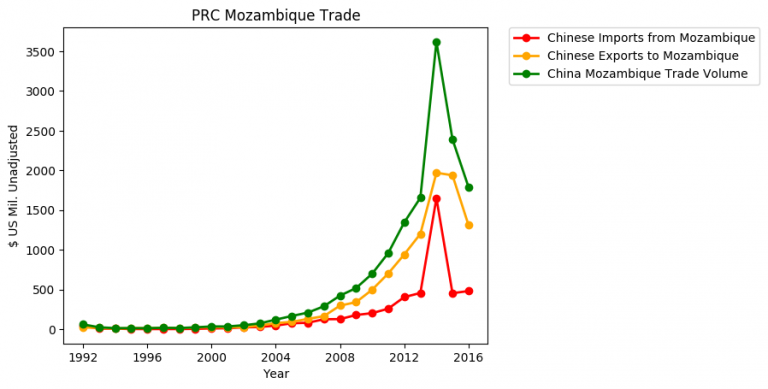 PRC Mozambique Trade
Chinese Imports from Mozambique
Chinese Exports to Mozambique
China Mozambique Trade Volume
$ US Mil. Unadjusted
3500
3000
2500
2000
1500
1000
500
0
1992 1996 2000 2004 2008 2012 2016
Year